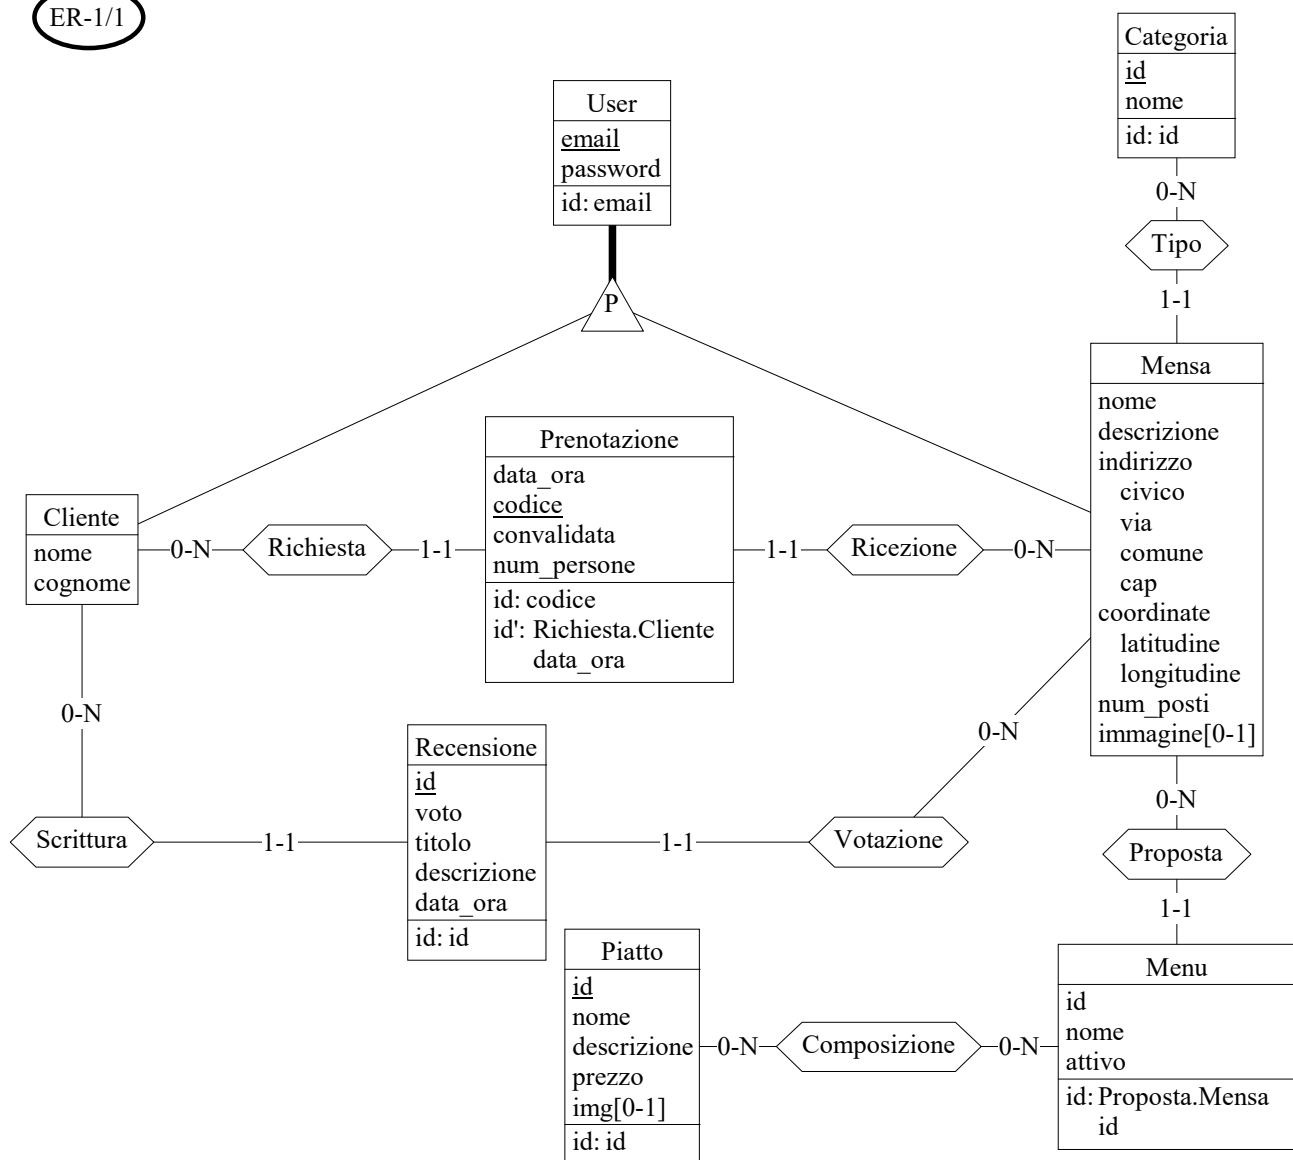 ER-1/1
Categoria
id
nome
id: id
0-N
Tipo
1-1
User
email
password
id: email
P
Mensa
nome
descrizione
indirizzo
civico
via
comune
cap
coordinate
latitudine
longitudine
num_posti
immagine[0-1]
Prenotazione
data_ora
codice
convalidata
num_persone
id: codice
id': Richiesta.Cliente
data_ora
Cliente
nome
cognome
0-N
Richiesta
1-1
1-1
Ricezione
0-N
0-N
0-N
Recensione
id
voto
titolo
descrizione
data_ora
id: id
Scrittura
1-1
1-1
Votazione
0-N
Proposta
1-1
Piatto
id
nome
descrizione
prezzo
img[0-1]
id: id
0-N
Composizione
0-N
Menu
id
nome
attivo
id: Proposta.Mensa
id